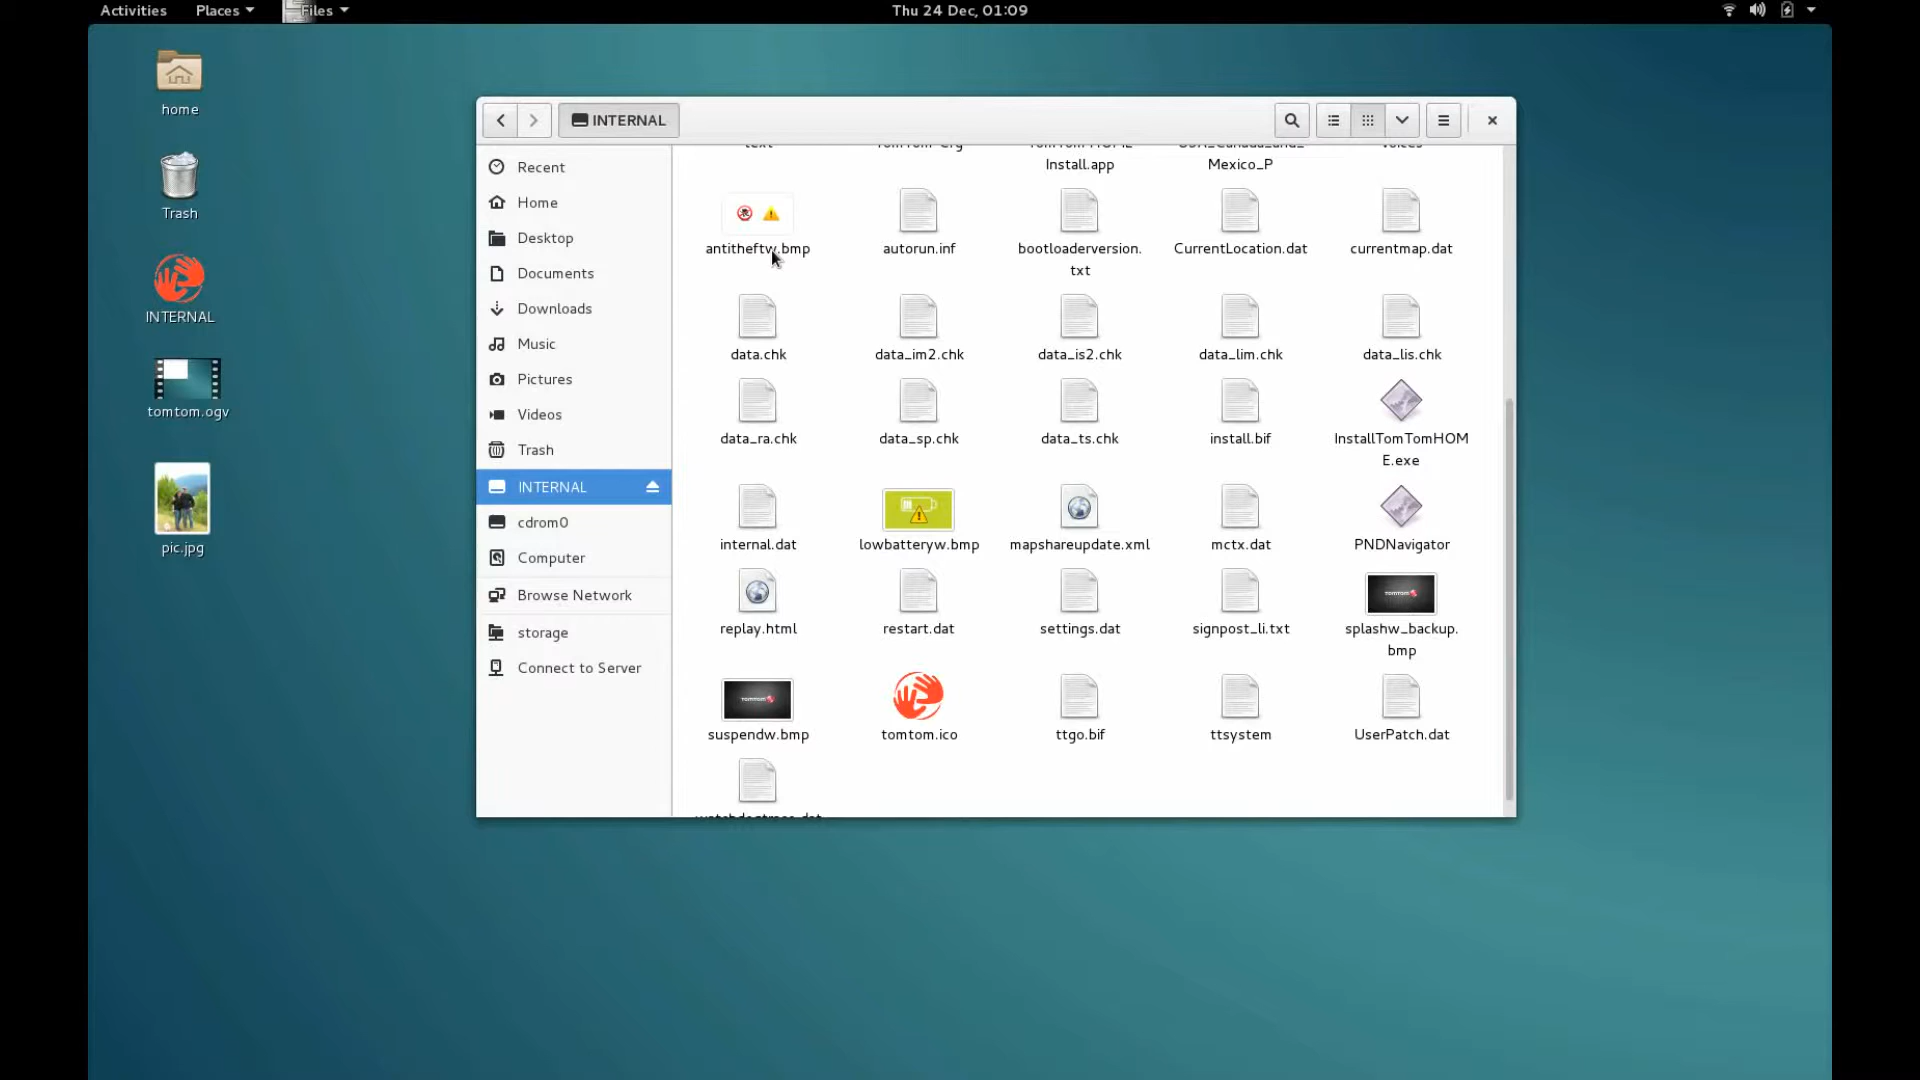 Activities Places Files Thu 24 Dec, 01:09
home
Trash
INTERNAL
tomtom.ogv
pic.jpg
INTERNAL
Recent
Home
Desktop
Documents
Downloads
Music
Pictures
Videos
Trash
INTERNAL
cdrom0
Computer
Browse Network
storage
Connect to Server
Install.app Mexico_P
antitheftw.bmp autorun.inf bootloaderversion. CurrentLocation.dat currentmap.dat
txt
data.chk data_im2.chk data_is2.chk data_lim.chk data_lis.chk
data_ra.chk data_sp.chk data_ts.chk install.bif InstallTomTomHOM
E.exe
internal.dat lowbatteryw.bmp mapshareupdate.xml mctx.dat PNDNavigator
replay.html restart.dat settings.dat signpost_li.txt splashw_backup.
bmp
TOMTOM
TOMTOM
suspendw.bmp tomtom.ico ttgo.bif ttsystem UserPatch.dat